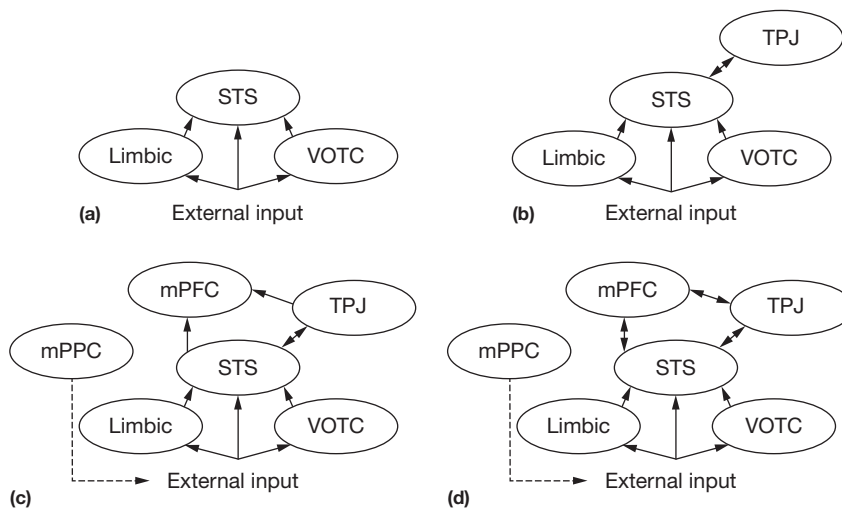 STS
Limbic
VOTC
External input
(a)
TPJ
STS
Limbic
VOTC
External input
(b)
mPFC
TPJ
mPPC
STS
Limbic
VOTC
External input
(c)
mPFC
TPJ
mPPC
STS
Limbic
VOTC
External input
(d)